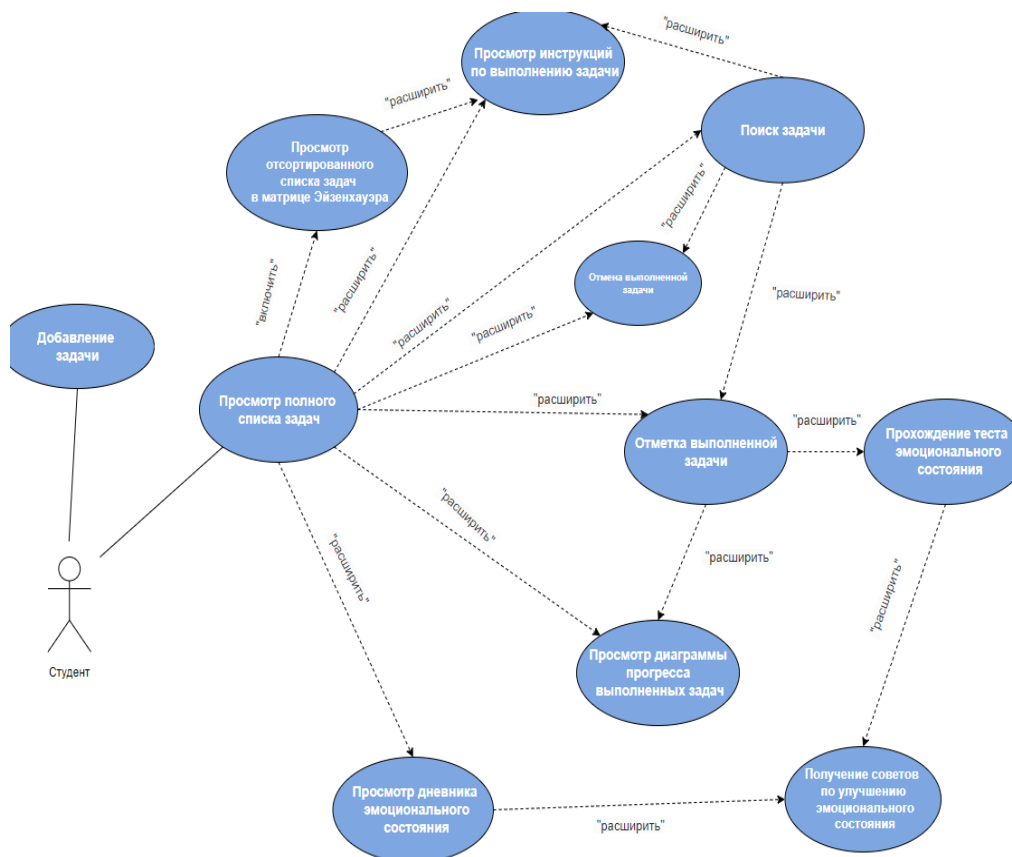 "расширить"
Просмотр инструкций
по выполнению задачи
"расширить"
Поиск задачи
Просмотр
отсортированного
списка задач
в матрице Эйзенхауэра
"расширить"
Отмена выполненной
задачи
"включить"
"расширить"
"расширить"
"расширить"
"расширить"
Добавление
задачи
Просмотр полного
списка задач
"расширить"
Отметка выполненной
задачи
"расширить"
Прохождение теста
эмоционального
состояния
"расширить"
"расширить"
"расширить"
"расширить"
Студент
Просмотр диаграммы
прогресса
выполненных задач
Просмотр дневника
эмоционального
состояния
"расширить"
Получение советов
по улучшению
эмоционального
состояния